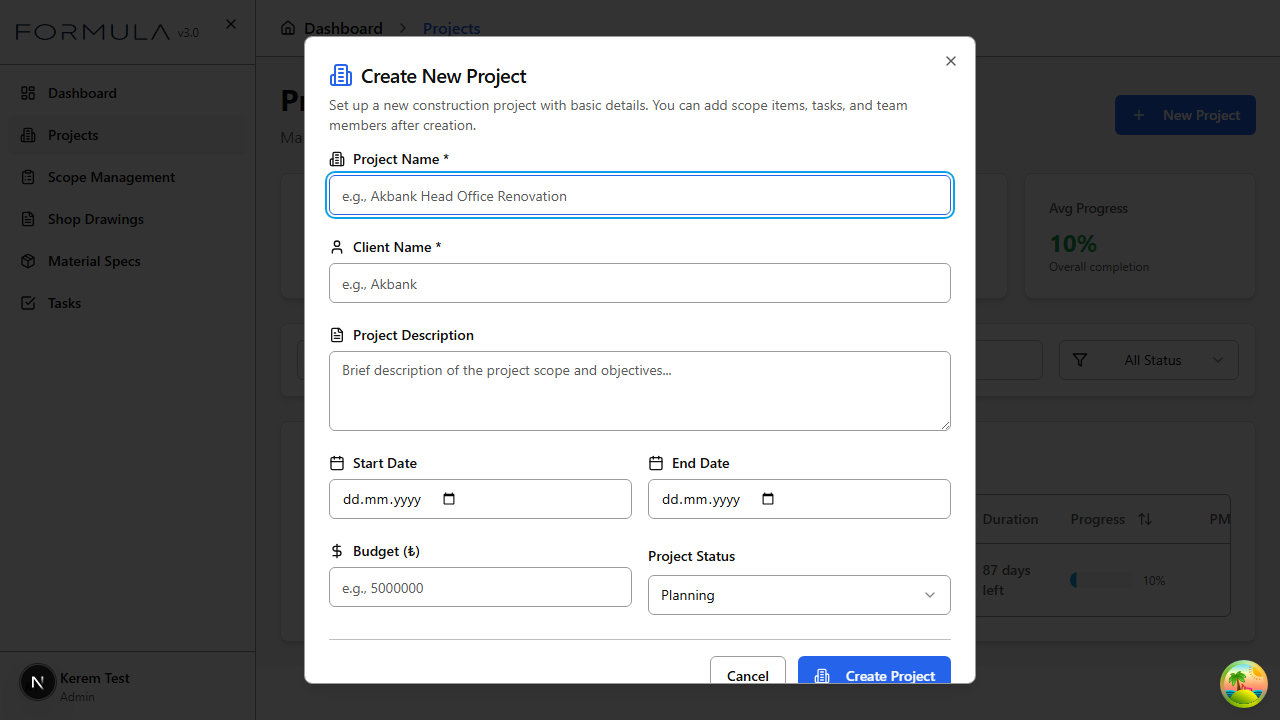 FORMULA v3.0
Dashboard
Projects
Scope Management
Shop Drawings
Material Specs
Tasks
Kerem Test
Admin
Dashboard > Projects
New Project
Avg Progress
10%
Overall completion
All Status
Duration Progress PM
87 days left
10%
Create New Project
Set up a new construction project with basic details. You can add scope items, tasks, and team
members after creation.
Project Name *
e.g., Akbank Head Office Renovation
Client Name *
e.g., Akbank
Project Description
Brief description of the project scope and objectives...
Start Date
dd.mm.yyyy
End Date
dd.mm.yyyy
Budget (₺)
e.g., 5000000
Project Status
Planning
Cancel
Create Project